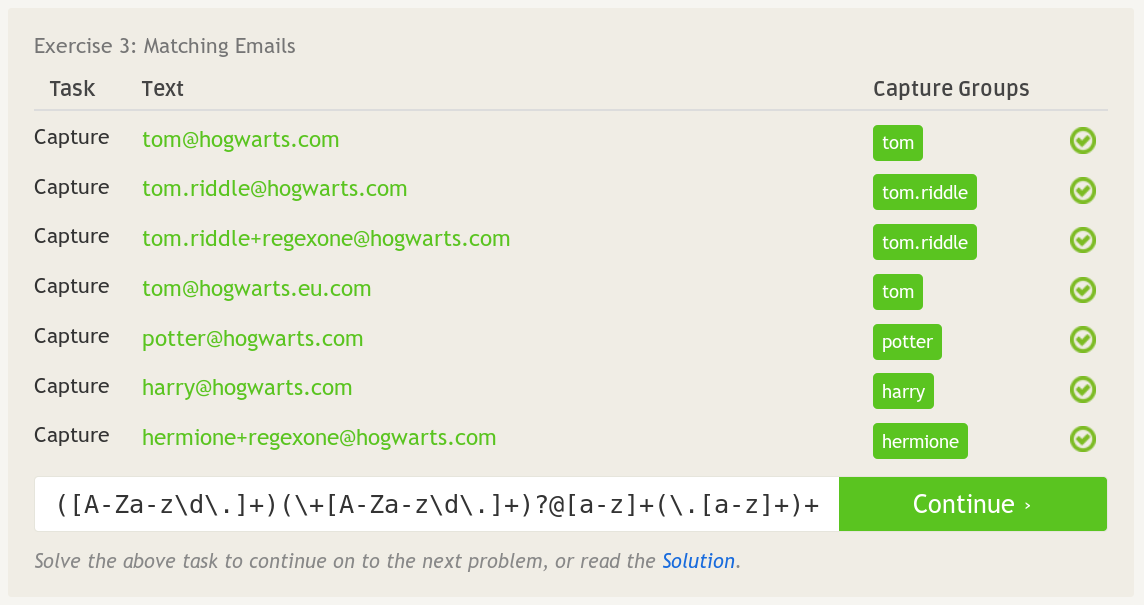 Exercise 3: Matching Emails
Task Text Capture Groups
Capture tom@hogwarts.com tom
Capture tom.riddle@hogwarts.com tom.riddle
Capture tom.riddle+regexone@hogwarts.com tom.riddle
Capture tom@hogwarts.eu.com tom
Capture potter@hogwarts.com potter
Capture harry@hogwarts.com harry
Capture hermione+regexone@hogwarts.com hermione
([A-Za-z\d\.]+)(\+[A-Za-z\d\.]+)?@[a-z]+(\.[a-z]+)+ Continue ›
Solve the above task to continue on to the next problem, or read the Solution.